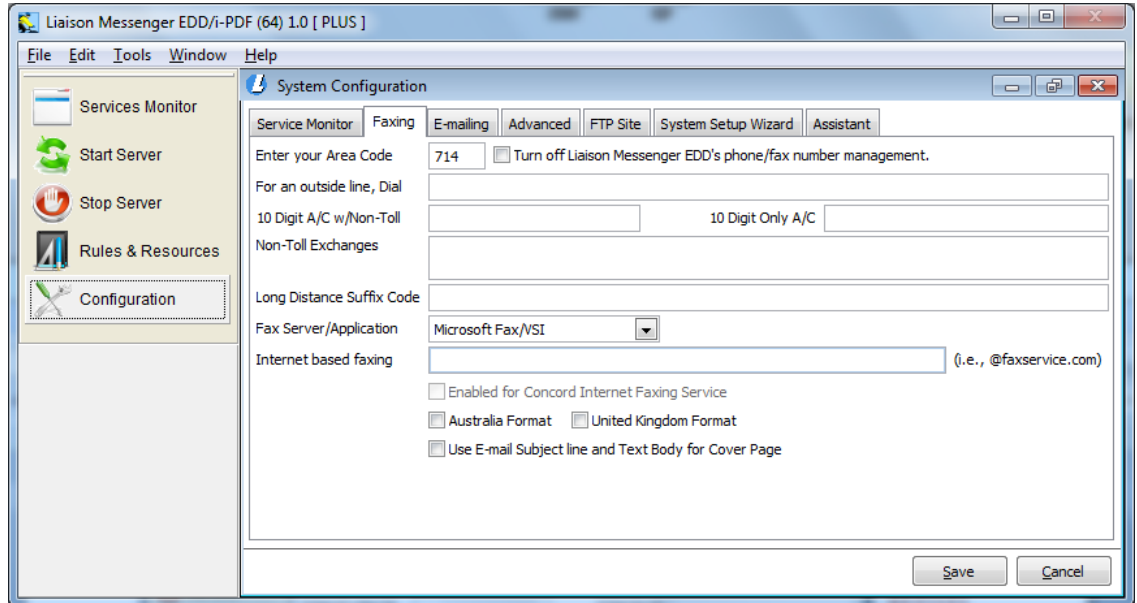 Liaison Messenger EDD/i-PDF (64) 1.0 [ PLUS ]
File Edit Tools Window Help
Services Monitor
Start Server
Stop Server
Rules & Resources
Configuration
System Configuration
Service Monitor Faxing E-mailing Advanced FTP Site System Setup Wizard Assistant
Enter your Area Code 714 Turn off Liaison Messenger EDD's phone/fax number management.
For an outside line, Dial
10 Digit A/C w/Non-Toll 10 Digit Only A/C
Non-Toll Exchanges
Long Distance Suffix Code
Fax Server/Application Microsoft Fax/VSI
Internet based faxing (i.e., @faxservice.com)
Enabled for Concord Internet Faxing Service
Australia Format United Kingdom Format
Use E-mail Subject line and Text Body for Cover Page
Save Cancel